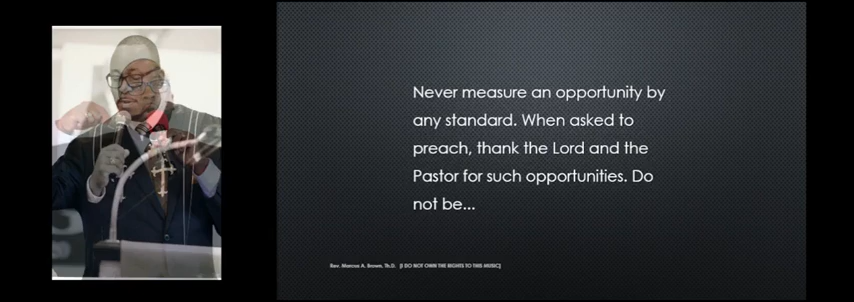 Never measure an opportunity by
any standard. When asked to
preach, thank the Lord and the
Pastor for such opportunities. Do
not be...
Rev. Marcus A. Brown, Th.D. [I DO NOT OWN THE RIGHTS TO THIS MUSIC]